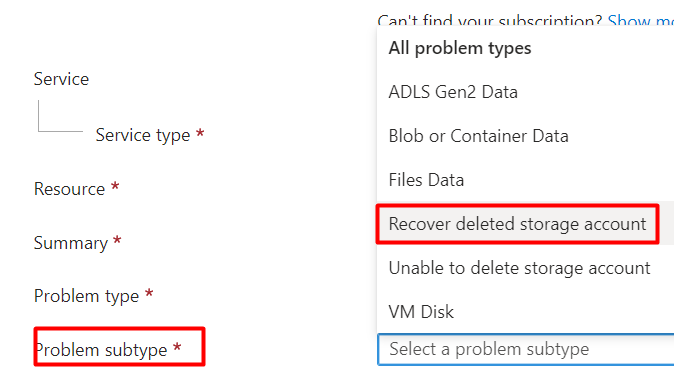 Can't find your subscription? Show mo
All problem types
Service
ADLS Gen2 Data
Service type *
Blob or Container Data
Resource *
Files Data
Recover deleted storage account
Summary *
Unable to delete storage account
Problem type *
VM Disk
Problem subtype *
Select a problem subtype